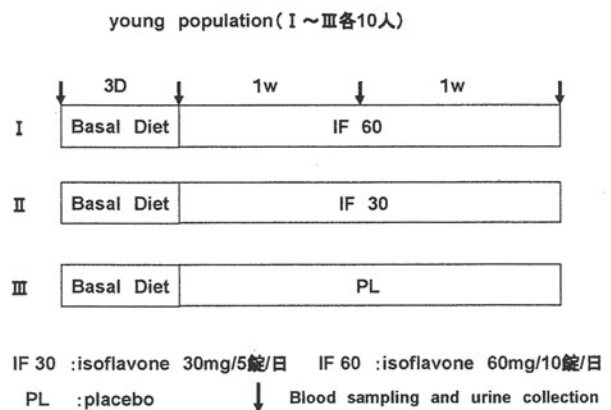 young population(Ⅰ～Ⅲ各10人)
3D 1w 1w
Ⅰ Basal Diet IF 60
Ⅱ Basal Diet IF 30
Ⅲ Basal Diet PL
IF 30 :isoflavone 30mg/5錠/日 IF 60 :isoflavone 60mg/10錠/日
PL :placebo Blood sampling and urine collection